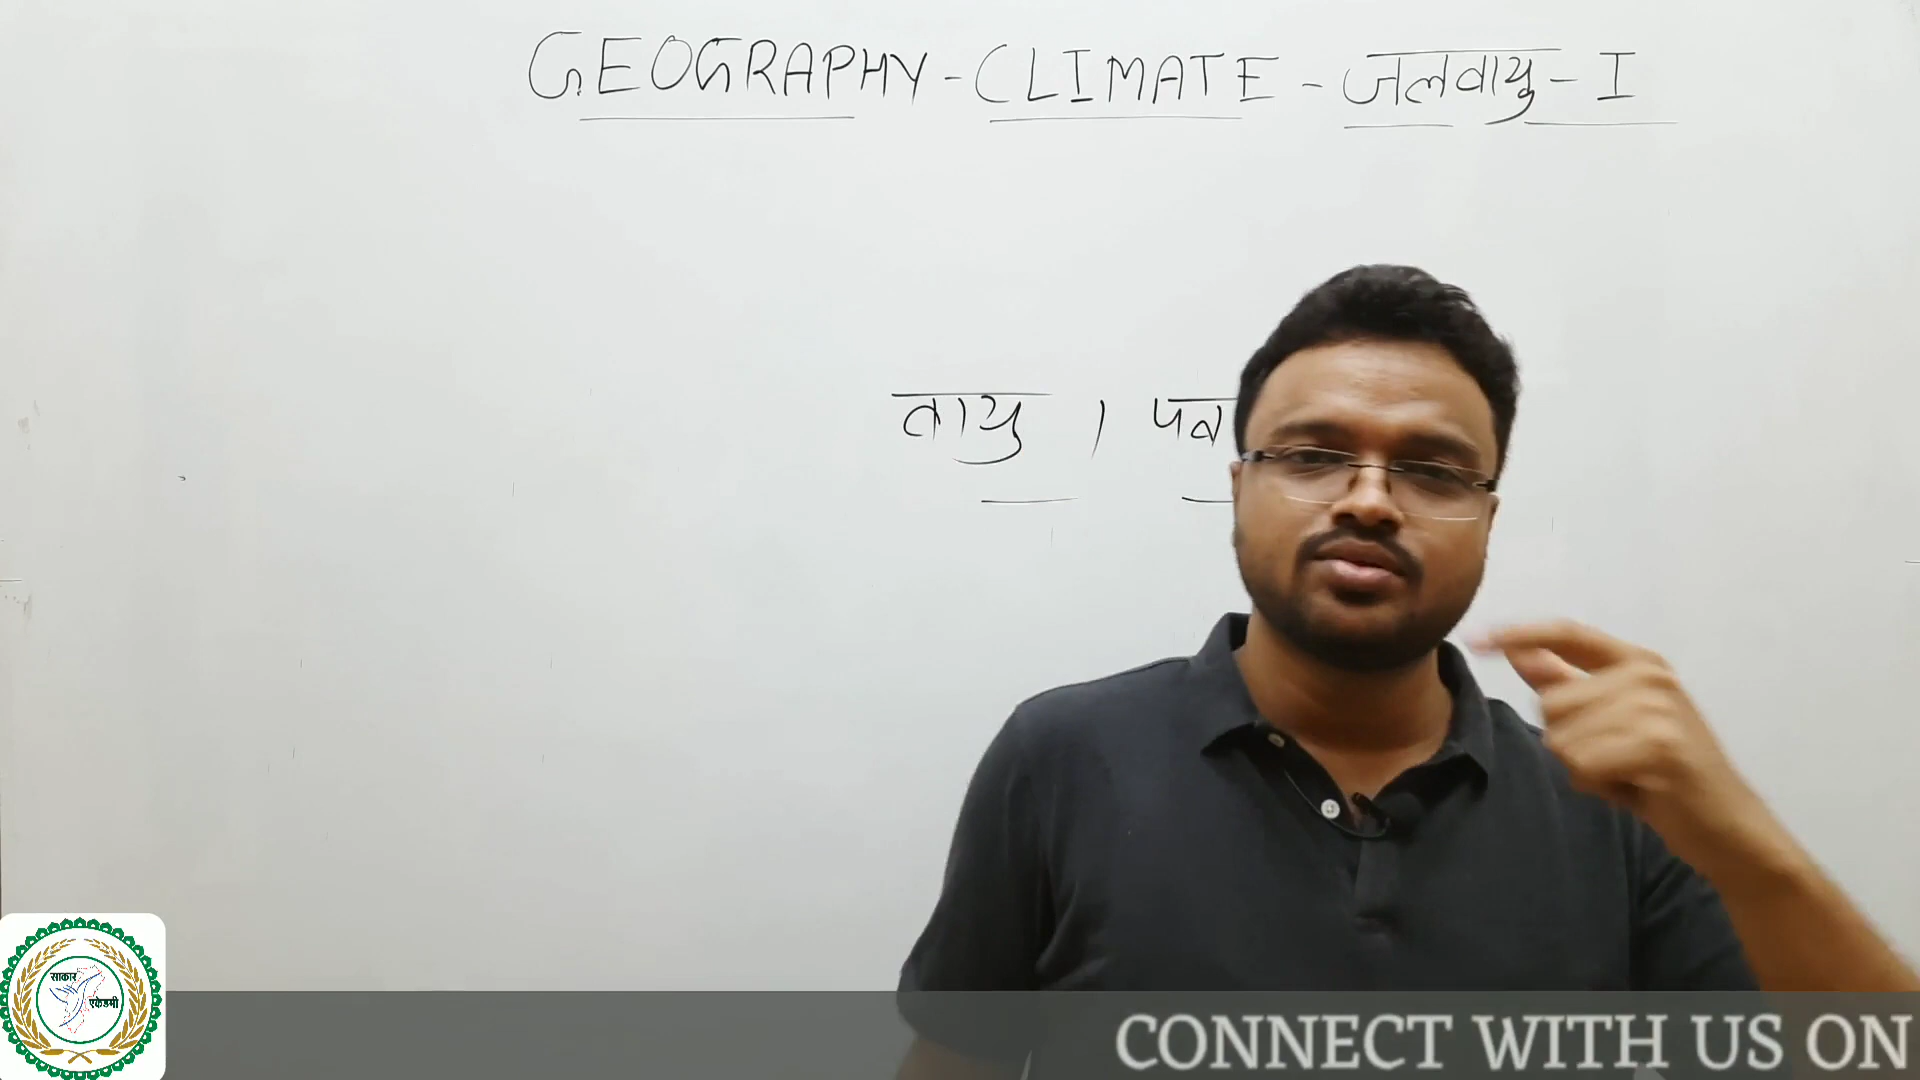 GEOGRAPHY - CLIMATE - जलवायु - I
वायु /
साकार
एकेडमी
CONNECT WITH US ON